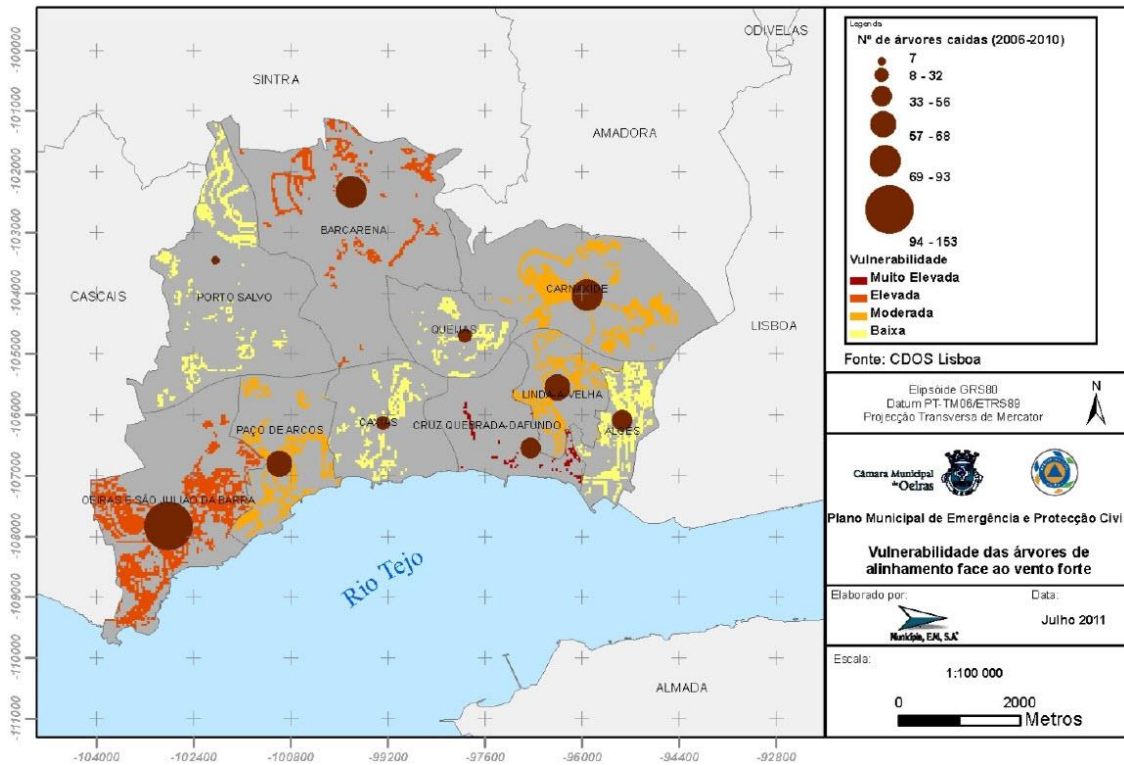 ODIVELAS
SINTRA
AMADORA
BARCARENA
CASCAIS
PORTO SALVO
CARNAXIDE
LISBOA
QUEIJAS
LINDA-A-VELHA
PAÇO DE ARCOS
CAXIAS
CRUZ QUEBRADA-DAFUNDO
ALGÉS
OEIRAS E SÃO JULIÃO DA BARRA
Rio Tejo
ALMADA
-100000
-101000
-102000
-103000
-104000
-105000
-106000
-107000
-108000
-109000
-110000
-111000
-104000
-102400
-100800
-99200
-97600
-96000
-94400
-92800
Legenda
Nº de árvores caídas (2006-2010)
7
8 - 32
33 - 56
57 - 68
69 - 93
94 - 153
Vulnerabilidade
Muito Elevada
Elevada
Moderada
Baixa
Fonte: CDOS Lisboa
Elipsóide GRS80
Datum PT-TM06/ETRS89
Projecção Transversa de Mercator
N
Câmara Municipal
de Oeiras
Plano Municipal de Emergência e Protecção Civi
Vulnerabilidade das árvores de
alinhamento face ao vento forte
Elaborado por:
Município, E.M., S.A.
Data:
Julho 2011
Escala:
1:100 000
0
2000
Metros